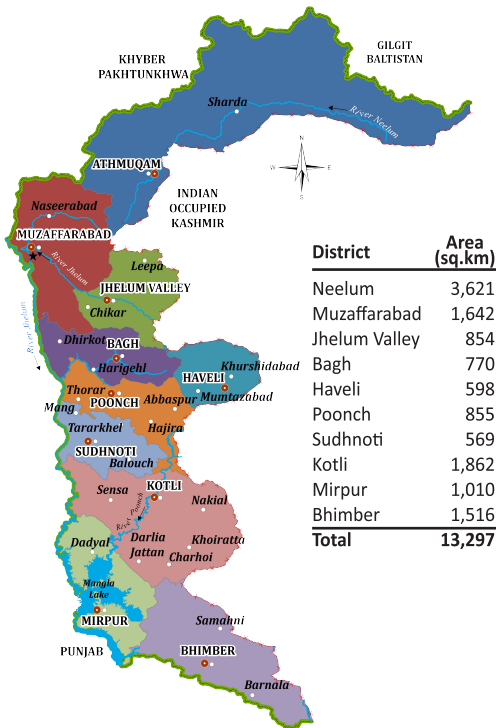 KHYBER
PAKHTUNKHWA
GILGIT
BALTISTAN
Sharda
River Neelum
ATHMUQAM
N
W
E
S
INDIAN
OCCUPIED
KASHMIR
Naseerabad
MUZAFFARABAD
River Jhelum
Leepa
JHELUM VALLEY
Chikar
River Jhelum
Dhirkot
BAGH
Harigehl
HAVELI
Khurshidabad
Mumtazabad
Thorar
POONCH
Abbaspur
Mang
Tararkhel
Hajira
SUDHNOTI
Balouch
Sensa
KOTLI
Nakial
River Poonch
Dadyal
Darlia
Jattan
Khoiratta
Charhoi
Mangla
Lake
MIRPUR
Samahni
PUNJAB
BHIMBER
Barnala
District Area
(sq.km)
Neelum 3,621
Muzaffarabad 1,642
Jhelum Valley 854
Bagh 770
Haveli 598
Poonch 855
Sudhnoti 569
Kotli 1,862
Mirpur 1,010
Bhimber 1,516
Total 13,297